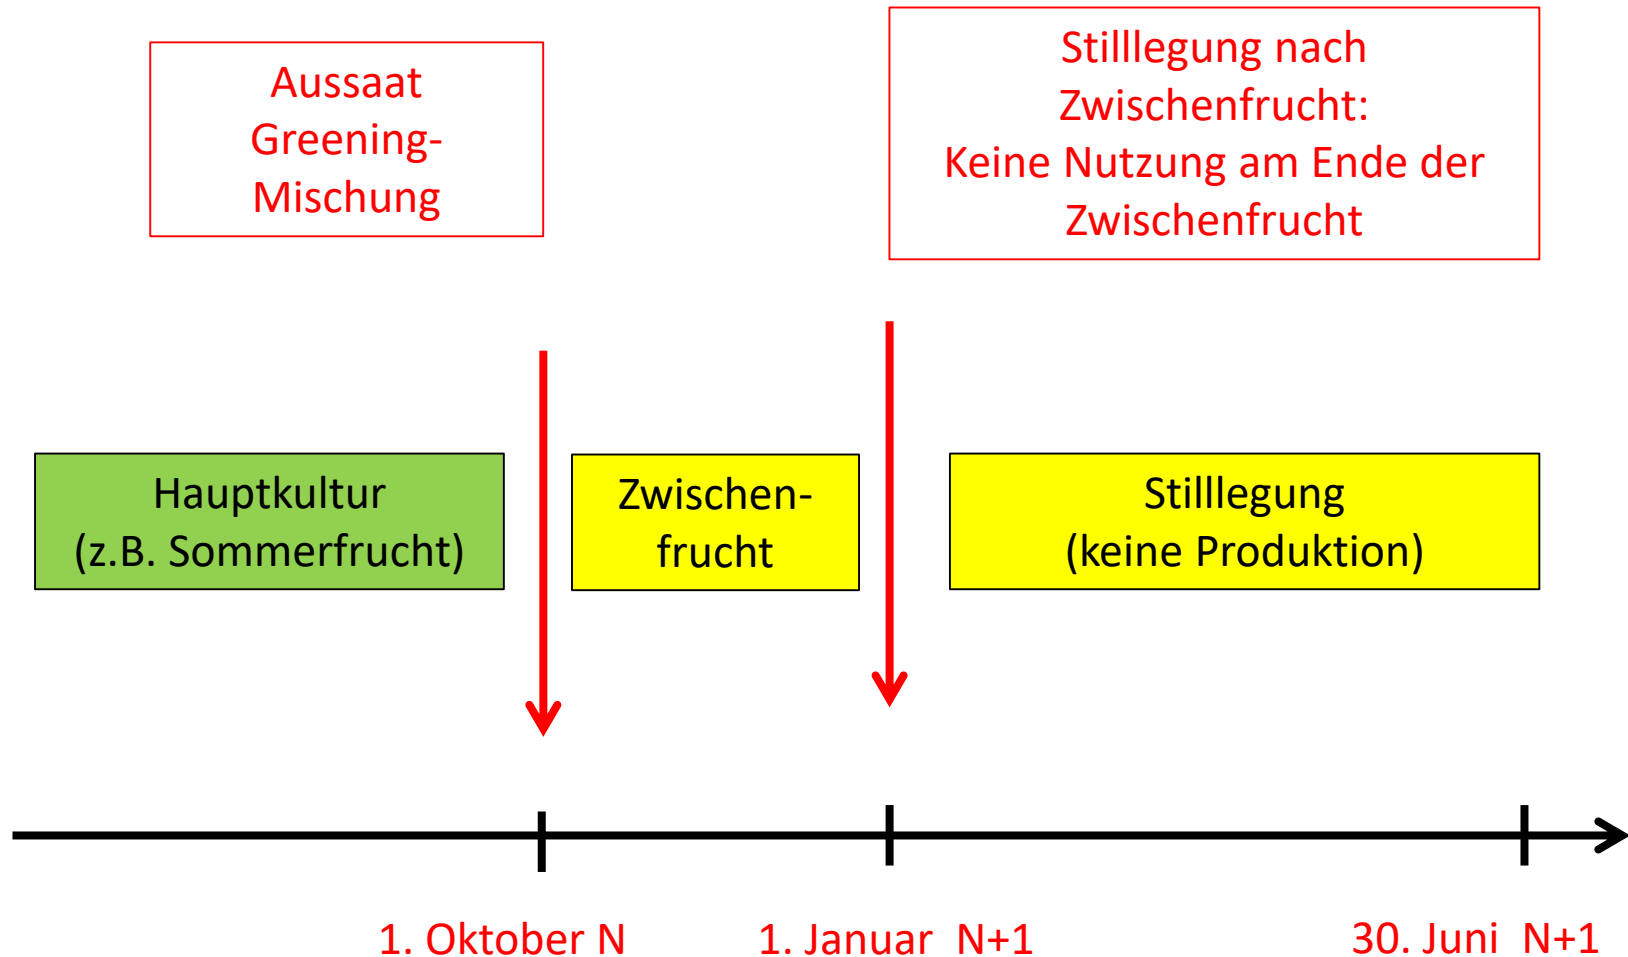 Aussaat
Greening-
Mischung
Stilllegung nach
Zwischenfrucht:
Keine Nutzung am Ende der
Zwischenfrucht
Hauptkultur
(z.B. Sommerfrucht)
Zwischen-
frucht
Stilllegung
(keine Produktion)
1. Oktober N
1. Januar  N+1
30. Juni  N+1